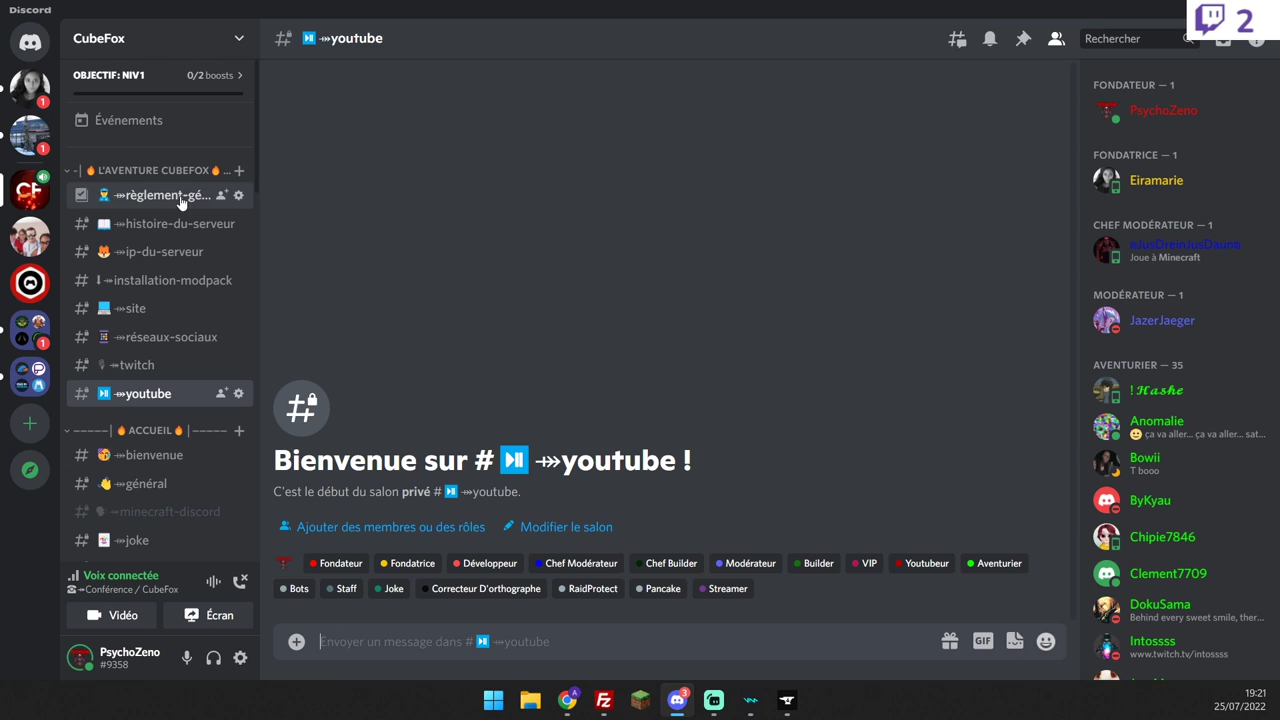 Discord
CubeFox
OBJECTIF: NIV 1
0/2 boosts
Événements
-| 🔥 L'AVENTURE CUBEFOX 🔥 ...
⤀règlement-gé...
⤀histoire-du-serveur
⤀ip-du-serveur
⤀installation-modpack
⤀site
⤀réseaux-sociaux
⤀twitch
⤀youtube
-----| 🔥 ACCUEIL 🔥 |-----
⤀bienvenue
⤀général
⤀minecraft-discord
⤀joke
Voix connectée
⤀Conférence / CubeFox
Vidéo
Écran
PsychoZeno
#9358
⤀youtube
Rechercher
2
Bienvenue sur # ⏯️ ⤀youtube !
C'est le début du salon privé # ⏯️ ⤀youtube.
Ajouter des membres ou des rôles
Modifier le salon
Fondateur
Fondatrice
Développeur
Chef Modérateur
Chef Builder
Modérateur
Builder
VIP
Youtubeur
Aventurier
Bots
Staff
Joke
Correcteur D'orthographe
RaidProtect
Pancake
Streamer
Envoyer un message dans # ⏯️ ⤀youtube
GIF
FONDATEUR — 1
PsychoZeno
FONDATRICE — 1
Eiramarie
CHEF MODÉRATEUR — 1
Joue à Minecraft
MODÉRATEUR — 1
JazerJaeger
AVENTURIER — 35
! 𝓗𝓪𝓼𝓱𝓮
Anomalie
ça va aller... ça va aller... sat...
Bowii
T booo
ByKyau
Chipie7846
Clement7709
DokuSama
Behind every sweet smile, ther...
Intossss
www.twitch.tv/intossss
19:21
25/07/2022